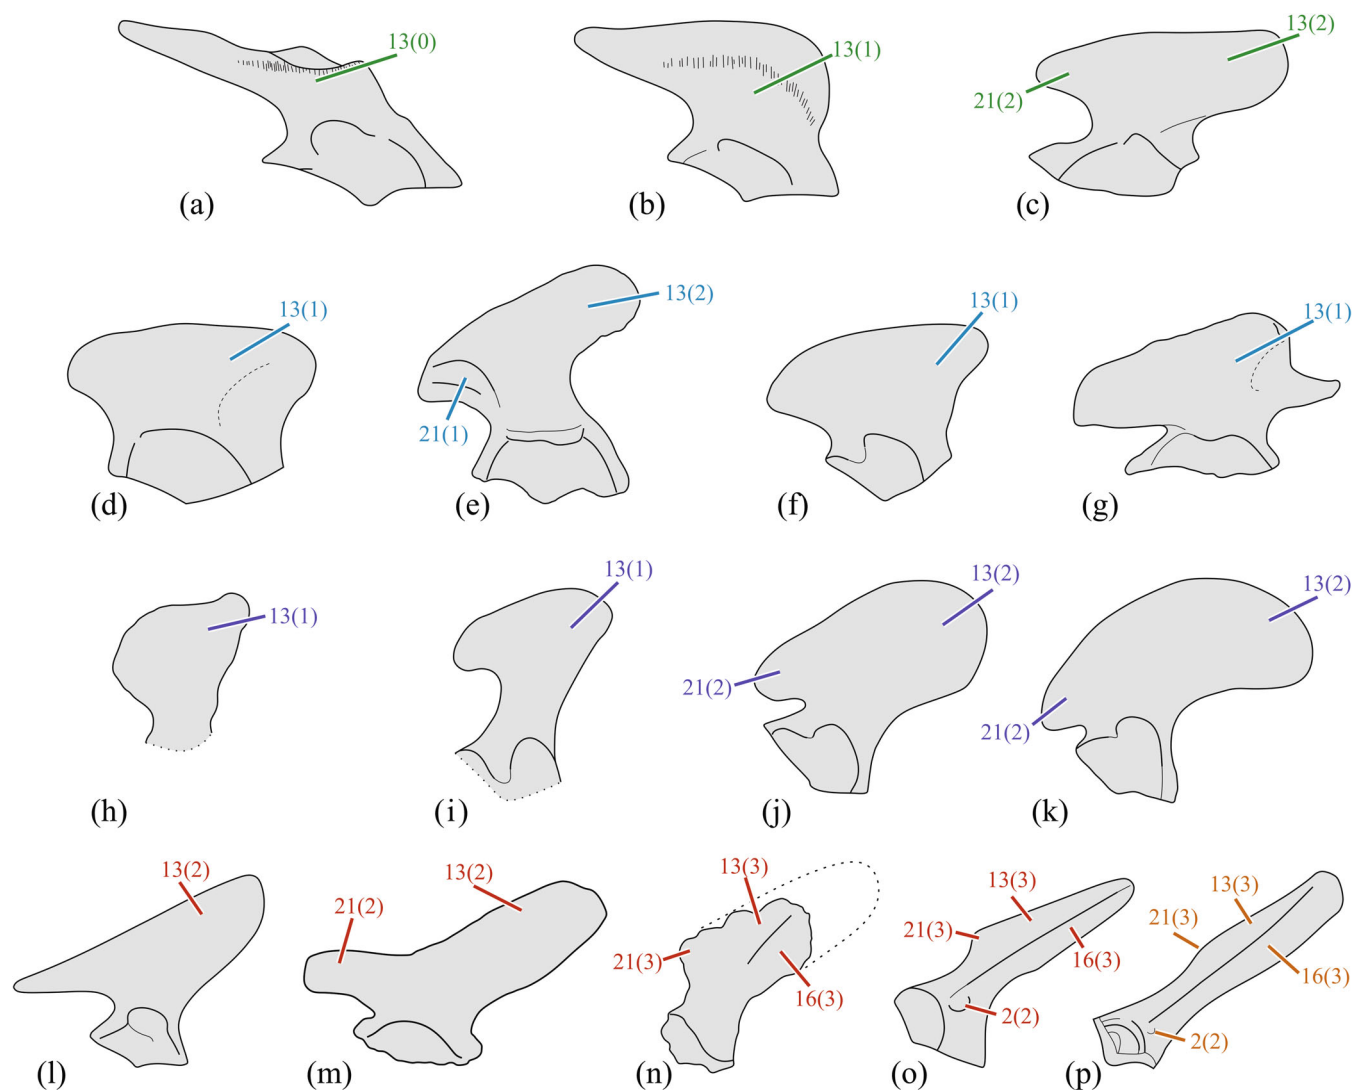 13(0)
13(1)
13(2)
21(2)
(a)
(b)
(c)
13(1)
13(2)
13(1)
13(1)
21(1)
(d)
(e)
(f)
(g)
13(1)
13(1)
13(2)
13(2)
21(2)
21(2)
(h)
(i)
(j)
(k)
13(2)
21(2)
13(2)
13(3)
21(3)
16(3)
13(3)
21(3)
16(3)
2(2)
13(3)
21(3)
16(3)
2(2)
(l)
(m)
(n)
(o)
(p)